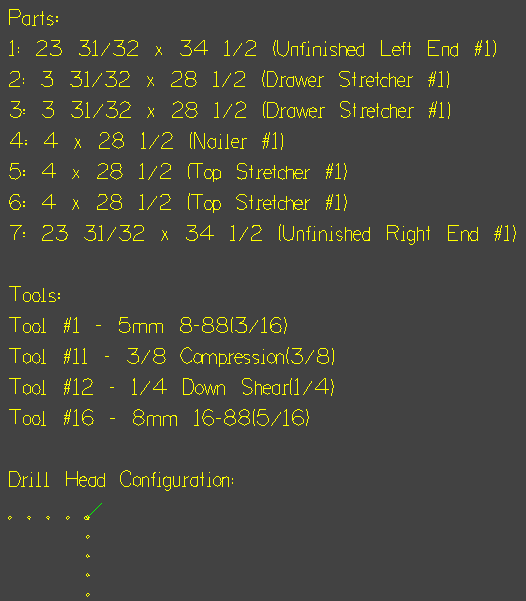 Parts:
1: 23 31/32 x 34 1/2 (Unfinished Left End #1)
2: 3 31/32 x 28 1/2 (Drawer Stretcher #1)
3: 3 31/32 x 28 1/2 (Drawer Stretcher #1)
4: 4 x 28 1/2 (Nailer #1)
5: 4 x 28 1/2 (Top Stretcher #1)
6: 4 x 28 1/2 (Top Stretcher #1)
7: 23 31/32 x 34 1/2 (Unfinished Right End #1)
Tools:
Tool #1 - 5mm 8-88(3/16)
Tool #11 - 3/8 Compression(3/8)
Tool #12 - 1/4 Down Shear(1/4)
Tool #16 - 8mm 16-88(5/16)
Drill Head Configuration: